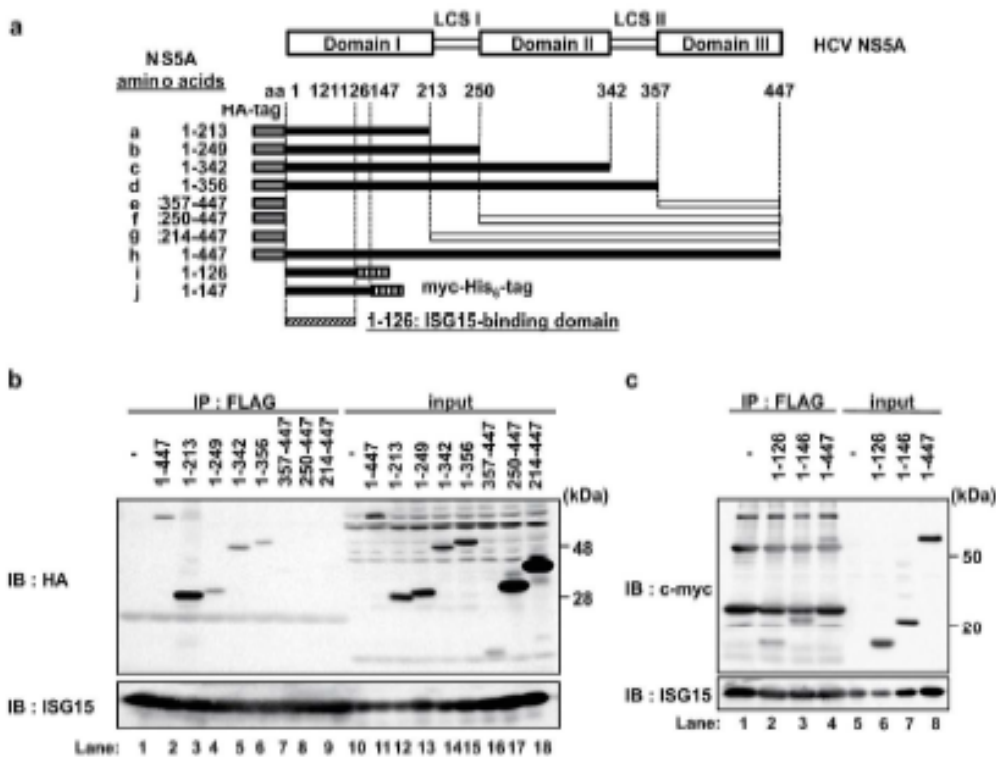 a
LCS I LCS II
Domain I Domain II Domain III HCV NS5A
NS5A
amino acids
aa 1 121 126 147 213 250 342 357 447
HA-tag
a 1-213
b 1-249
c 1-342
d 1-356
e 357-447
f 250-447
g 214-447
h 1-447
i 1-126
j 1-147 myc-His6-tag
1-126: ISG15-binding domain
b
IP : FLAG input
- 1-447 1-213 1-249 1-342 1-356 357-447 250-447 214-447 - 1-447 1-213 1-249 1-342 1-356 357-447 250-447 214-447
(kDa)
IB : HA
48
28
IB : ISG15
Lane: 1 2 3 4 5 6 7 8 9 10 11 12 13 14 15 16 17 18
c
IP : FLAG input
- 1-126 1-146 1-447 - 1-126 1-146 1-447
(kDa)
50
IB : c-myc
20
IB : ISG15
Lane: 1 2 3 4 5 6 7 8